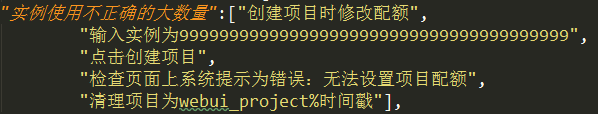 "实例使用不正确的大数量":["创建项目时修改配额",
"输入实例为9999999999999999999999999999999999999999999",
"点击创建项目",
"检查页面上系统提示为错误：无法设置项目配额",
"清理项目为webui_project%时间戳"],